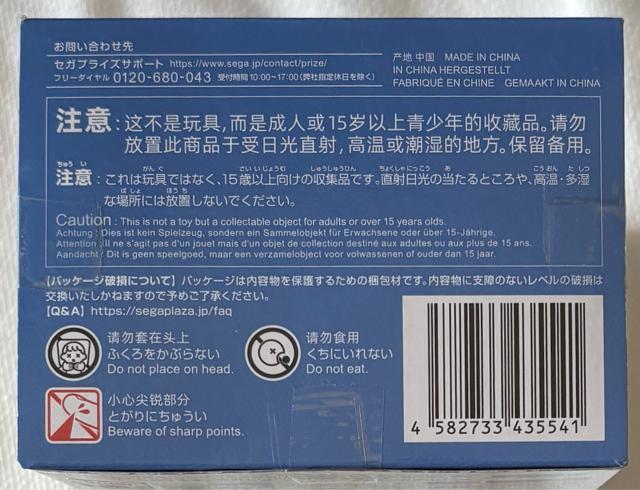 お問い合わせ先
セガプライズサポート https://www.sega.jp/contact/prize/
フリーダイヤル 0120-680-043 受付時間 10:00~17:00(弊社指定休日を除く)
产地 中国 MADE IN CHINA
IN CHINA HERGESTELLT
FABRIQUÉ EN CHINE GEMAAKT IN CHINA
注意：这不是玩具，而是成人或15岁以上青少年的收藏品。请勿
放置此商品于受日光直射，高温或潮湿的地方。保留备用。
注意：これは玩具ではなく、15歳以上向けの収集品です。直射日光の当たるところや、高温・多湿
な場所には放置しないでください。
Caution : This is not a toy but a collectable object for adults or over 15 years olds.
Achtung : Dies ist kein Spielzeug, sondern ein Sammelobjekt für Erwachsene oder über 15-Jährige.
Attention : Il ne s'agit pas d'un jouet mais d'un objet de collection destiné aux adultes ou aux plus de 15 ans.
Aandacht : Dit is geen speelgoed, maar een verzamelobject voor volwassenen of ouder dan 15 jaar.
【パッケージ破損について】パッケージは内容物を保護するための梱包材です。内容物に支障のないレベルの破損は
交換いたしかねますので予めご了承ください。
【Q&A】https://segaplaza.jp/faq
请勿套在头上
ふくろをかぶらない
Do not place on head.
请勿食用
くちにいれない
Do not eat.
小心尖锐部分
とがりにちゅうい
Beware of sharp points.
4 582733 435541